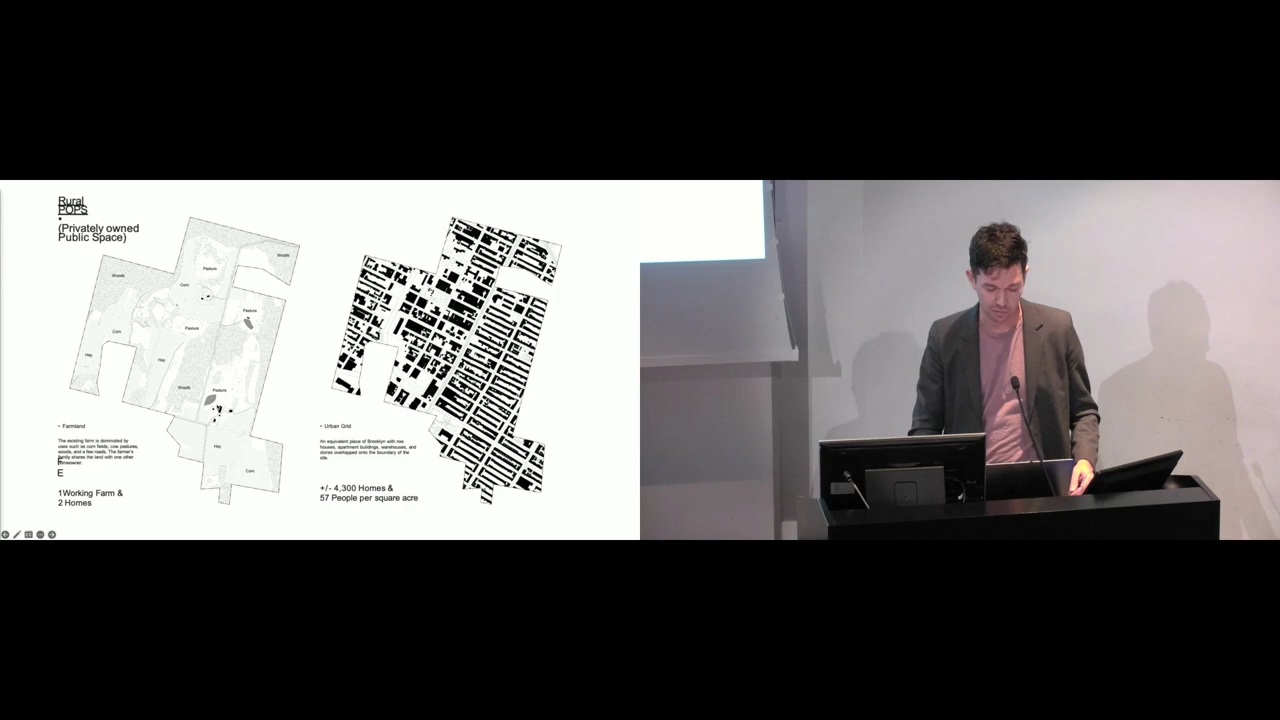 Rural
POPS
•
(Privately owned
Public Space)
Woods
Pasture
Woods
Corn
Pasture
Corn
Pasture
Hay
Hay
Woods
Pasture
Hay
Corn
• Farmland
The existing farm is dominated by
uses such as corn fields, cow pastures,
woods, and a few roads. The farmer's
family shares the land with one other
homeowner.
F
E
1Working Farm &
2 Homes
• Urban Grid
An equivalent piece of Brooklyn with row
houses, apartment buildings, warehouses, and
stores overlapped onto the boundary of the
site.
+/- 4,300 Homes &
57 People per square acre